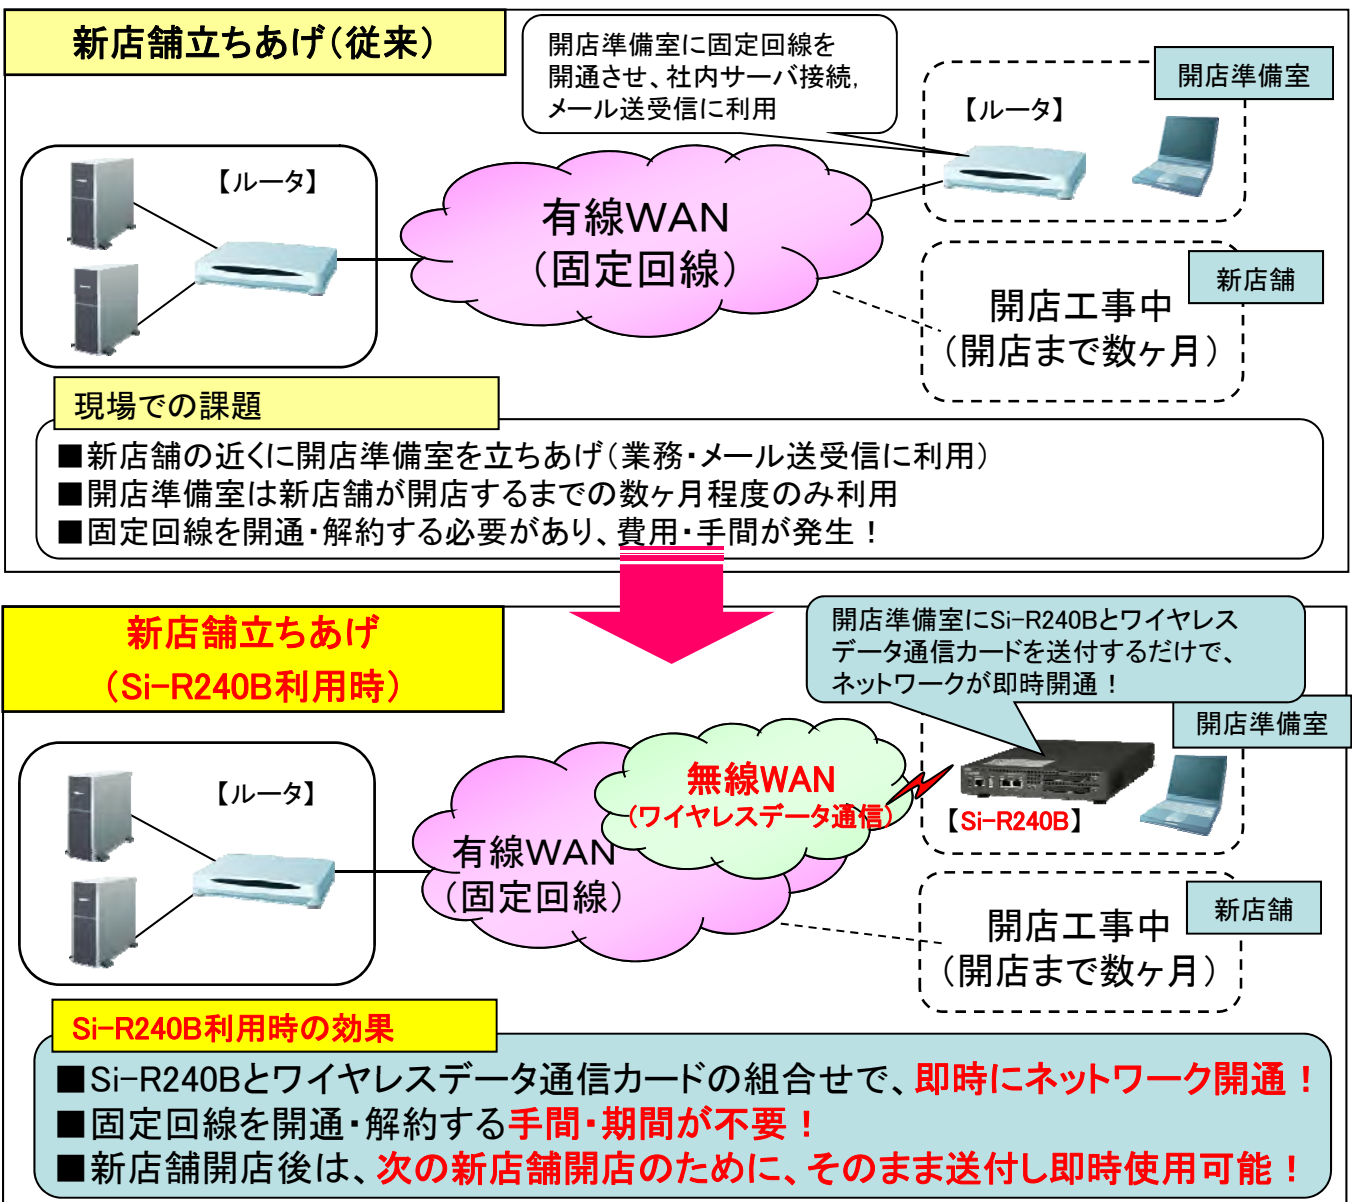 新店舗立ちあげ（従来）
開店準備室に固定回線を
開通させ、社内サーバ接続,
メール送受信に利用
開店準備室
【ルータ】
【ルータ】
有線WAN
（固定回線）
新店舗
開店工事中
（開店まで数ヶ月）
現場での課題
■新店舗の近くに開店準備室を立ちあげ（業務・メール送受信に利用）
■開店準備室は新店舗が開店するまでの数ヶ月程度のみ利用
■固定回線を開通・解約する必要があり、費用・手間が発生！
新店舗立ちあげ
（Si-R240B利用時）
開店準備室にSi-R240Bとワイヤレス
データ通信カードを送付するだけで、
ネットワークが即時開通！
開店準備室
【ルータ】
無線WAN
（ワイヤレスデータ通信）
【Si-R240B】
有線WAN
（固定回線）
新店舗
開店工事中
（開店まで数ヶ月）
Si-R240B利用時の効果
■Si-R240Bとワイヤレスデータ通信カードの組合せで、即時にネットワーク開通！
■固定回線を開通・解約する手間・期間が不要！
■新店舗開店後は、次の新店舗開店のために、そのまま送付し即時使用可能！